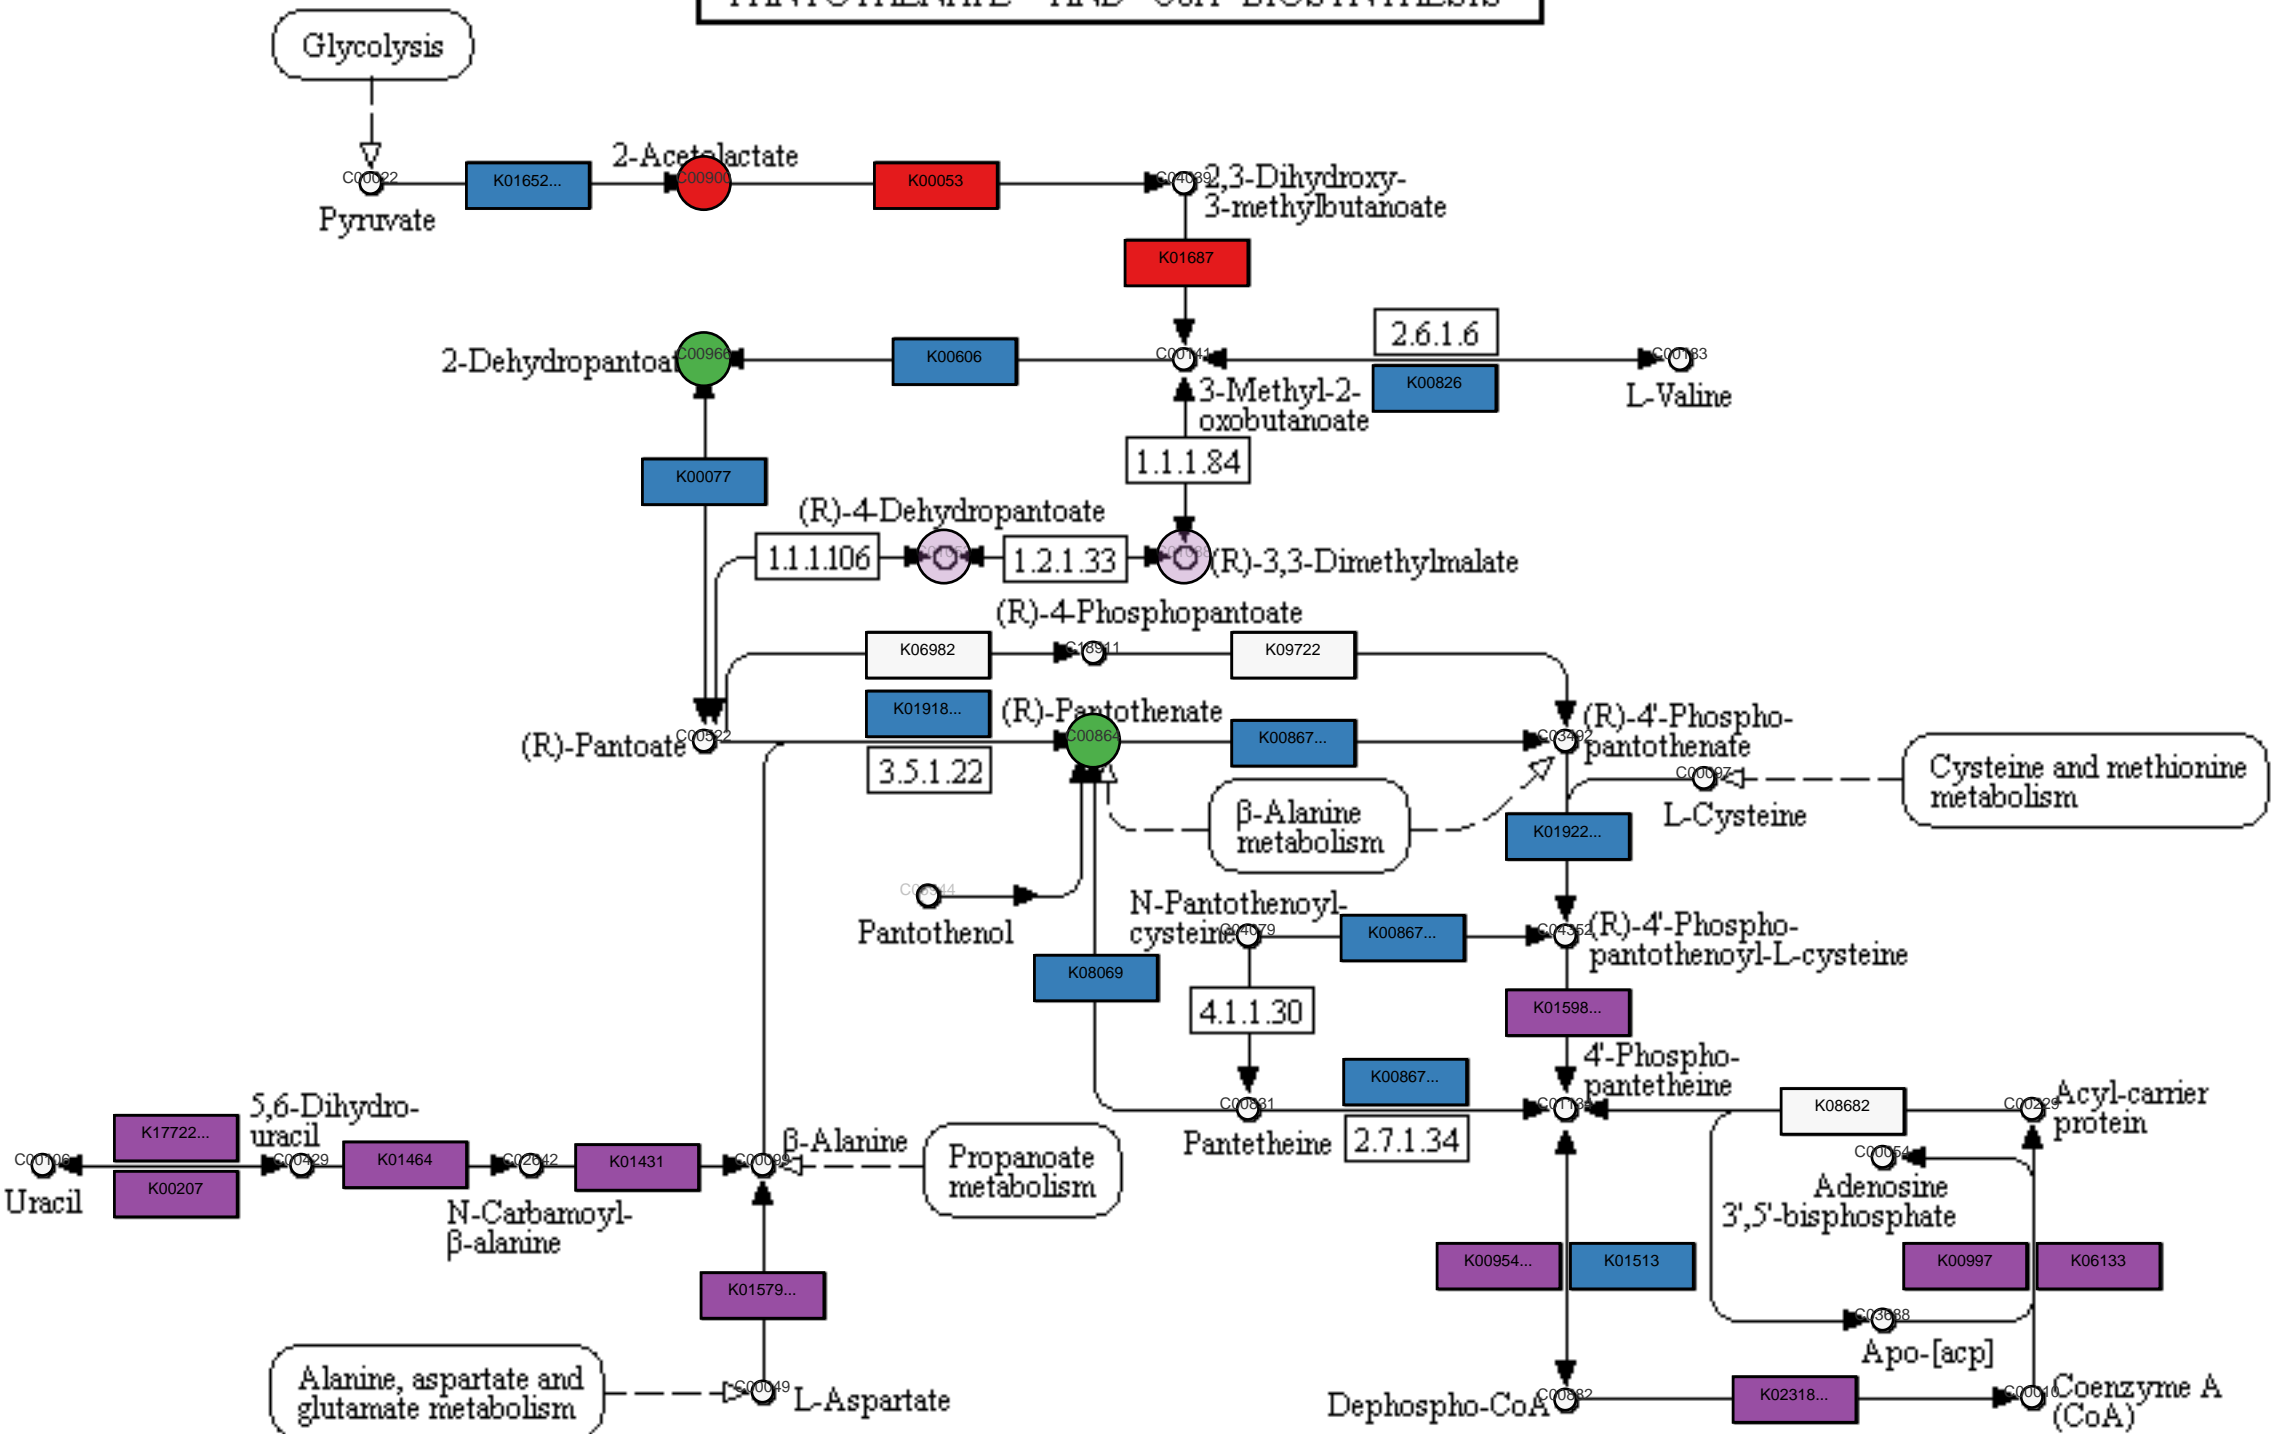 PANTOTHENATE AND CoA BIOSYNTHESIS
Glycolysis
2-Acetolactate
C00022
K01652...
C00900
K00053
C04039
2,3-Dihydroxy-
3-methylbutanoate
Pyruvate
K01687
2.6.1.6
2-Dehydropantoat
C00966
K00606
C00141
C00183
K00826
3-Methyl-2-
oxobutanoate
L-Valine
1.1.1.84
K00077
(R)-4-Dehydropantoate
1.1.1.106
1.2.1.33
(R)-3,3-Dimethylmalate
(R)-4-Phosphopantoate
K06982
C18911
K09722
K01918...
(R)-Pantothenate
(R)-4'-Phospho-
pantothenate
(R)-Pantoate
C00522
C00864
K00867...
C03492
3.5.1.22
C00097
Cysteine and methionine
metabolism
β-Alanine
metabolism
L-Cysteine
K01922...
Pantothenol
N-Pantothenoyl-
cysteine
C04079
K00867...
C04352
(R)-4'-Phospho-
pantothenoyl-L-cysteine
K08069
4.1.1.30
K01598...
4'-Phospho-
pantetheine
K00867...
C00831
C01134
K08682
C00229
Acyl-carrier
protein
Pantetheine
2.7.1.34
5,6-Dihydro-
uracil
K17722...
C00106
C00429
K01464
C02642
K01431
C00099
β-Alanine
Propanoate
metabolism
Uracil
K00207
N-Carbamoyl-
β-alanine
C00054
Adenosine
3',5'-bisphosphate
K00954...
K01513
K00997
K06133
K01579...
C03688
Apo-[acp]
Alanine, aspartate and
glutamate metabolism
C00049
L-Aspartate
Dephospho-CoA
C00882
K02318...
C00010
Coenzyme A
(CoA)